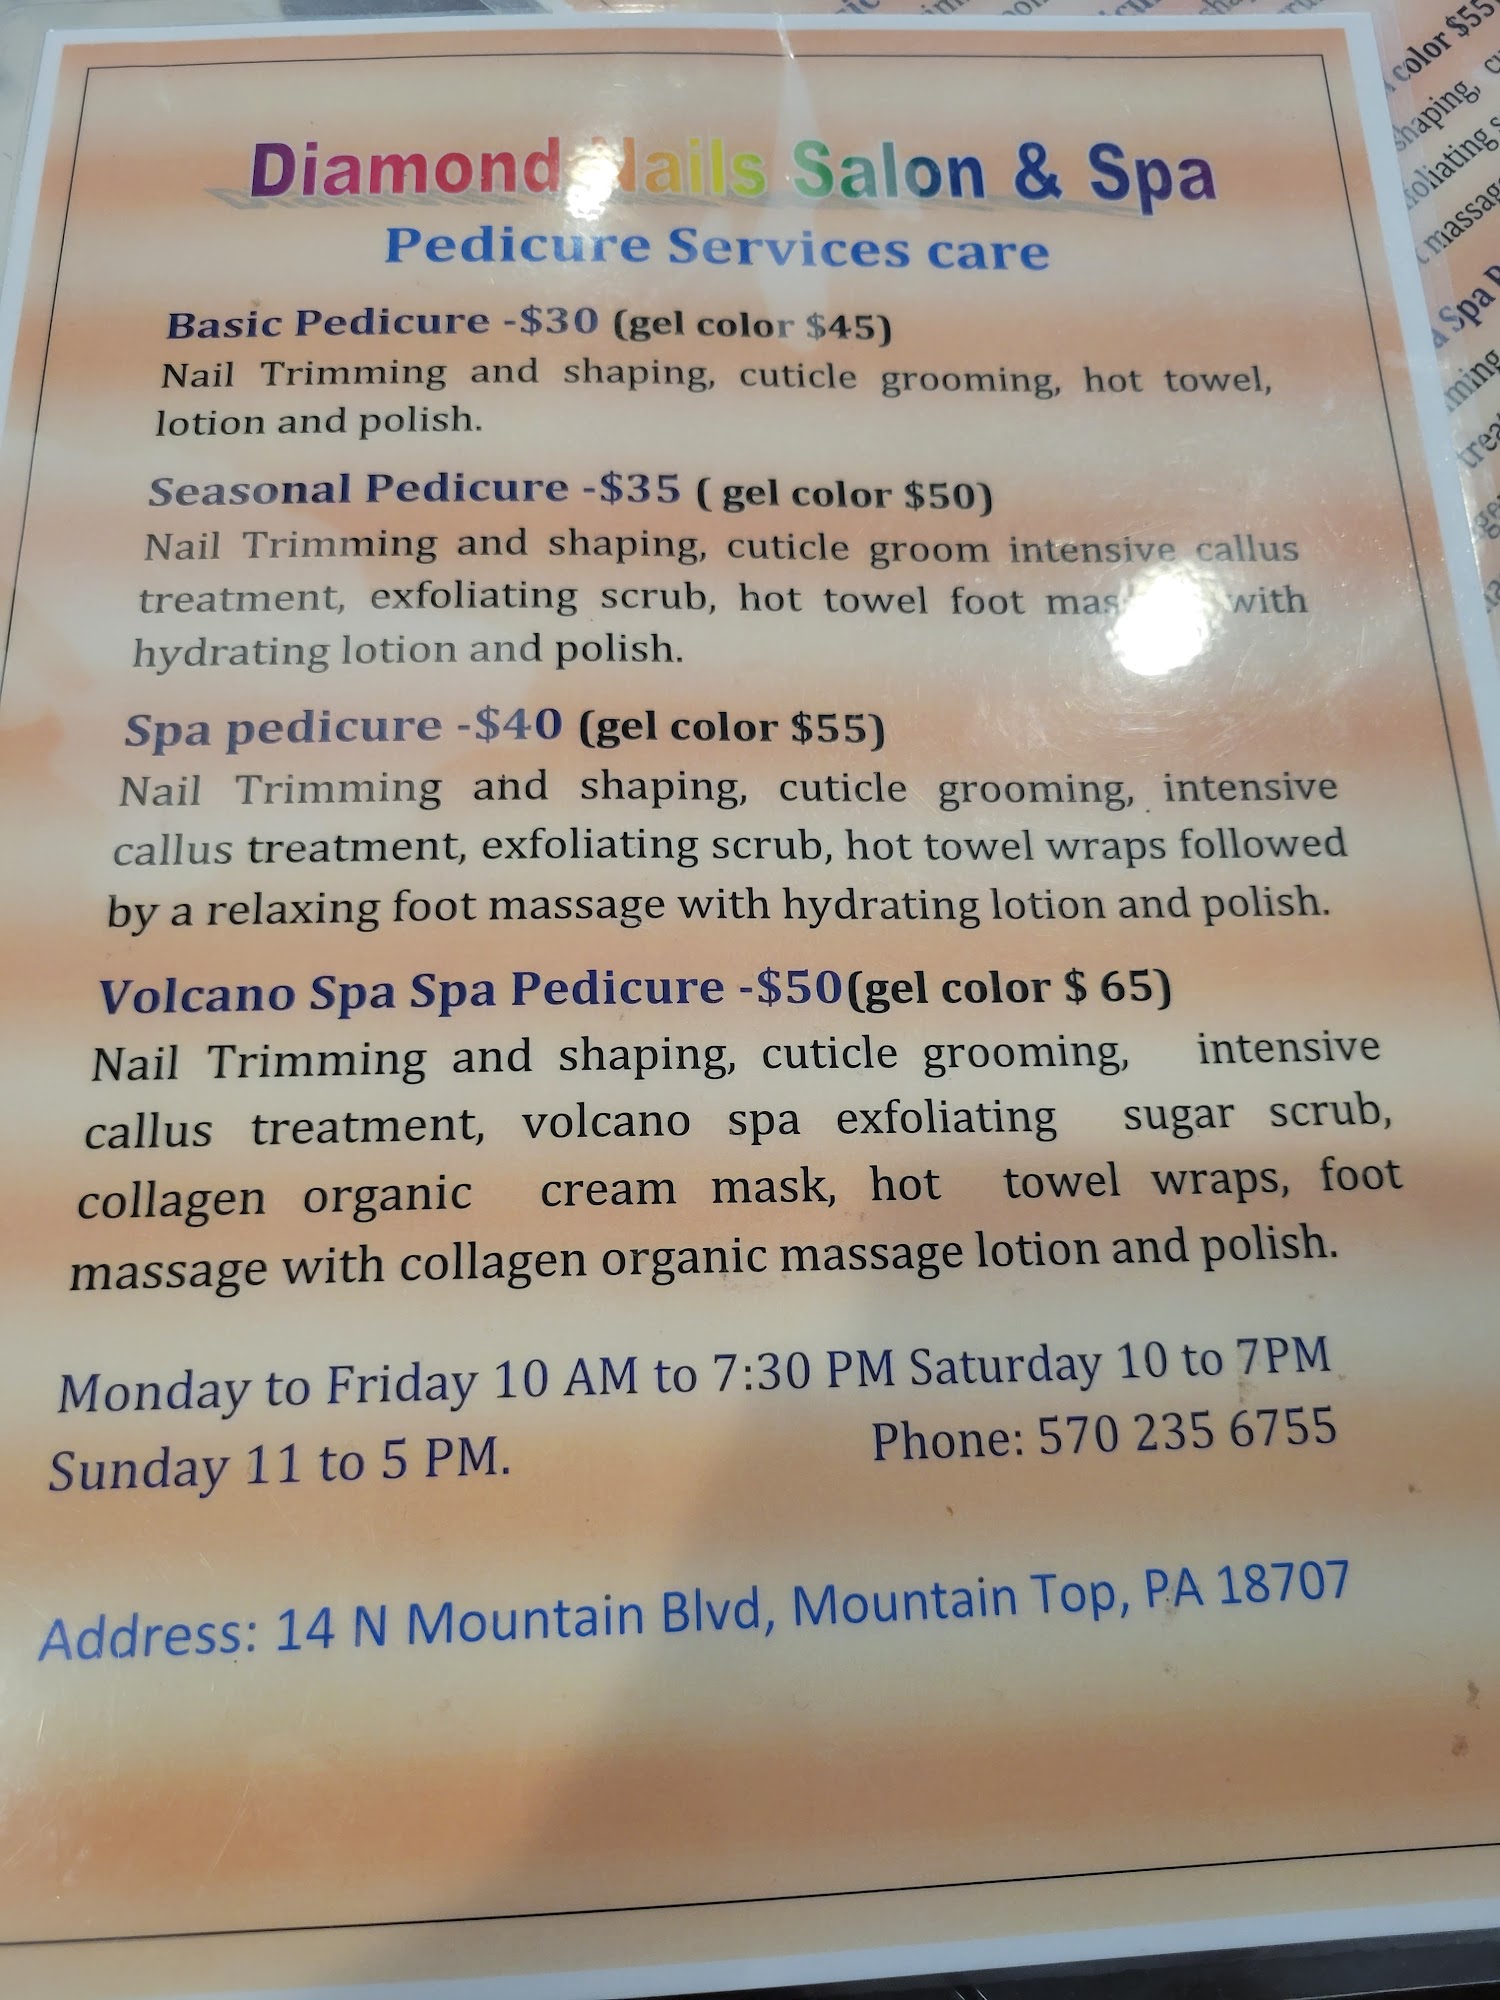 Diamond Nails Salon & Spa
Pedicure Services care
Basic Pedicure -$30 (gel color $45)
Nail Trimming and shaping, cuticle grooming, hot towel,
lotion and polish.
Seasonal Pedicure -$35 ( gel color $50)
Nail Trimming and shaping, cuticle groom intensive callus
treatment, exfoliating scrub, hot towel foot with
hydrating lotion and polish.
Spa pedicure -$40 (gel color $55)
Nail Trimming and shaping, cuticle grooming, intensive
callus treatment, exfoliating scrub, hot towel wraps followed
by a relaxing foot massage with hydrating lotion and polish.
Volcano Spa Spa Pedicure -$50(gel color $ 65)
Nail Trimming and shaping, cuticle grooming, intensive
callus treatment, volcano spa exfoliating sugar scrub,
collagen organic cream mask, hot towel wraps, foot
massage with collagen organic massage lotion and polish.
Monday to Friday 10 AM to 7:30 PM Saturday 10 to 7PM
Sunday 11 to 5 PM. Phone: 570 235 6755
Address: 14 N Mountain Blvd, Mountain Top, PA 18707
color $55
Spa